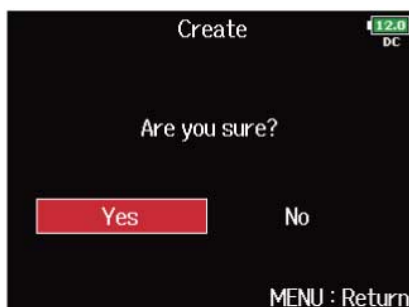 Create
12.0
DC
Are you sure?
Yes No
MENU : Return